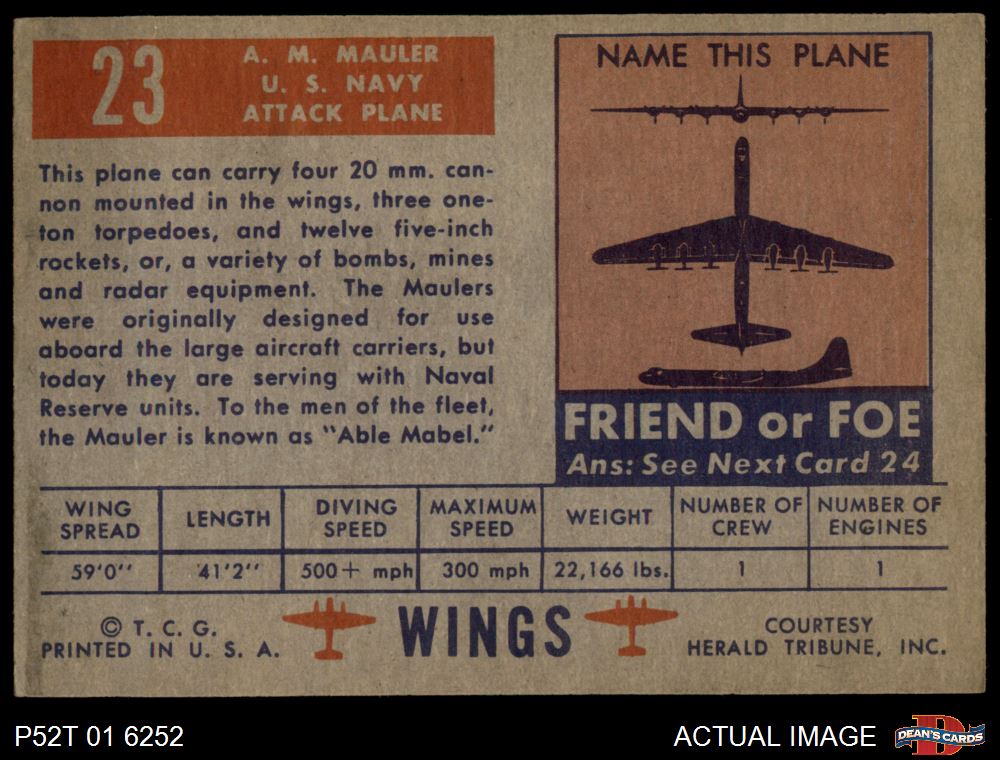 23
A. M. MAULER
U. S. NAVY
ATTACK PLANE
This plane can carry four 20 mm. can-
non mounted in the wings, three one-
ton torpedoes, and twelve five-inch
rockets, or, a variety of bombs, mines
and radar equipment. The Maulers
were originally designed for use
aboard the large aircraft carriers, but
today they are serving with Naval
Reserve units. To the men of the fleet,
the Mauler is known as "Able Mabel."
NAME THIS PLANE
FRIEND or FOE
Ans: See Next Card 24
WING SPREAD
LENGTH
DIVING SPEED
MAXIMUM SPEED
WEIGHT
NUMBER OF CREW
NUMBER OF ENGINES
59'0''
'41'2''
500+ mph
300 mph
22,166 lbs.
1
1
© T. C. G.
PRINTED IN U. S. A.
WINGS
COURTESY
HERALD TRIBUNE, INC.
P52T 01 6252
ACTUAL IMAGE
D
DEAN'S CARDS